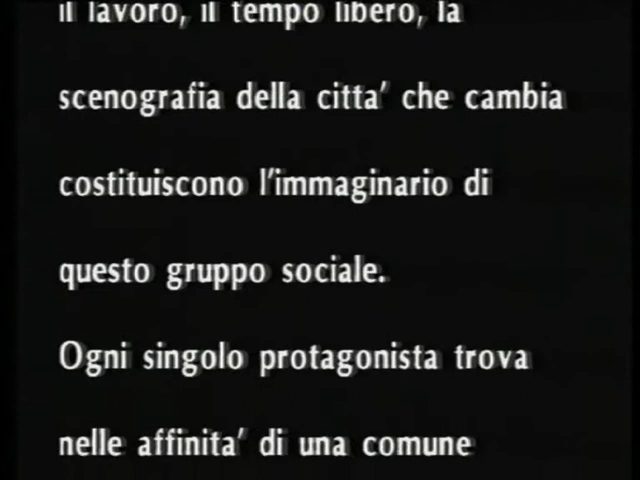 il lavoro, il tempo libero, la
scenografia della citta' che cambia
costituiscono l'immaginario di
questo gruppo sociale.
Ogni singolo protagonista trova
nelle affinita' di una comune